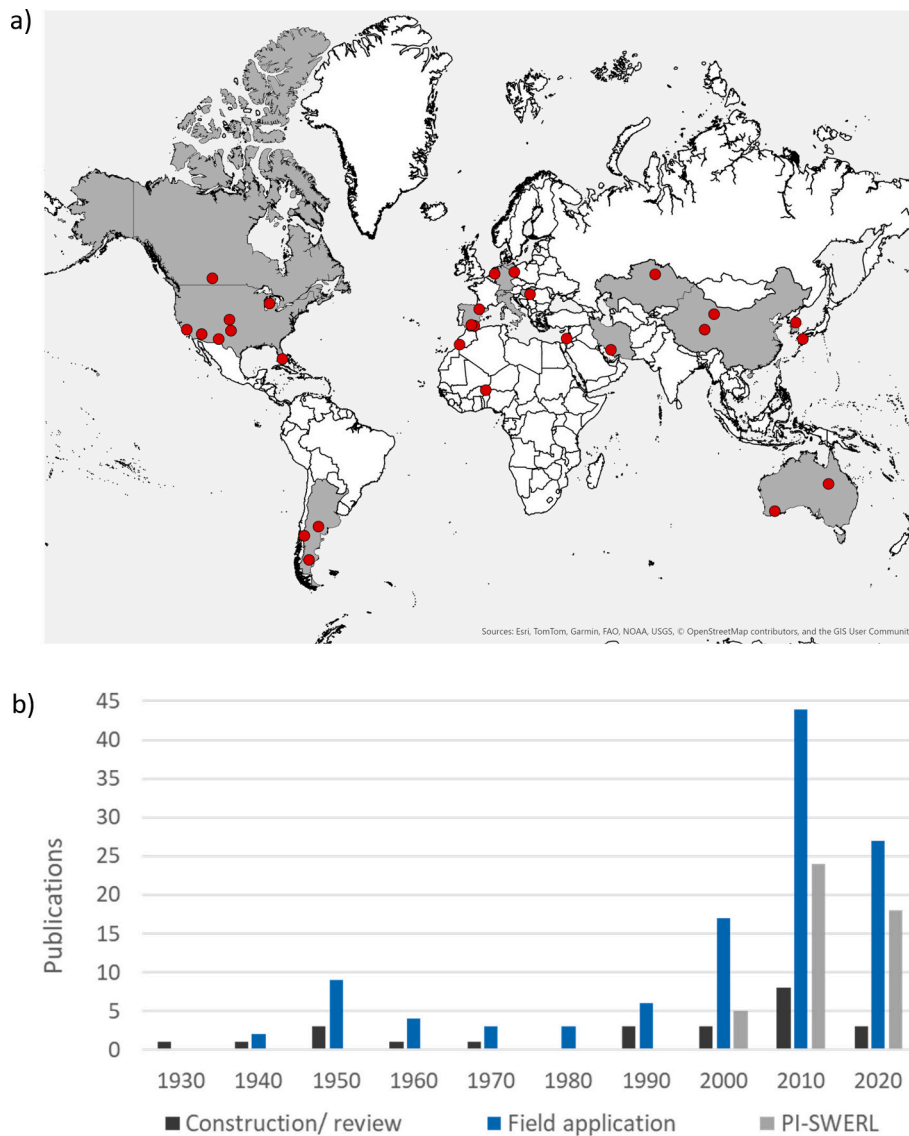 a)
Sources: Esri, TomTom, Garmin, FAO, NOAA, USGS, © OpenStreetMap contributors, and the GIS User Communit
b)
45
40
35
30
25
20
15
10
5
0
Publications
1930 1940 1950 1960 1970 1980 1990 2000 2010 2020
Construction/ review Field application PI-SWERL